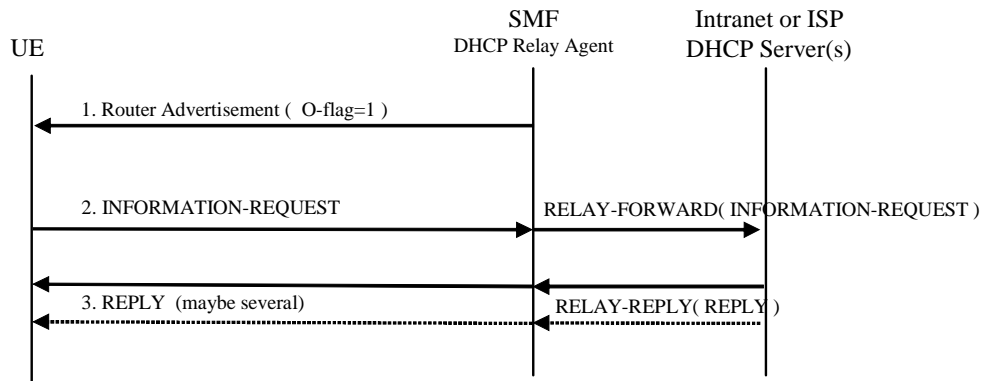 SMF
DHCP Relay Agent
Intranet or ISP
DHCP Server(s)
UE
1. Router Advertisement ( O-flag=1 )
2. INFORMATION-REQUEST
RELAY-FORWARD( INFORMATION-REQUEST )
3. REPLY (maybe several)
RELAY-REPLY( REPLY )